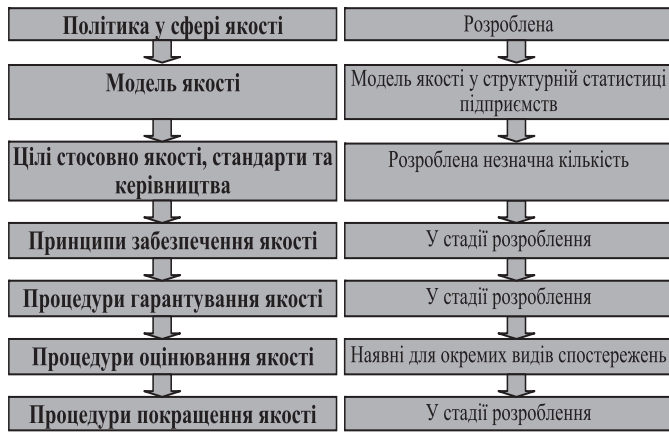 Політика у сфері якості
Розроблена
Модель якості
Модель якості у структурній статистиці
підприємств
Цілі стосовно якості, стандарти та
керівництва
Розроблена незначна кількість
Принципи забезпечення якості
У стадії розроблення
Процедури гарантування якості
У стадії розроблення
Процедури оцінювання якості
Наявні для окремих видів спостережень
Процедури покращення якості
У стадії розроблення